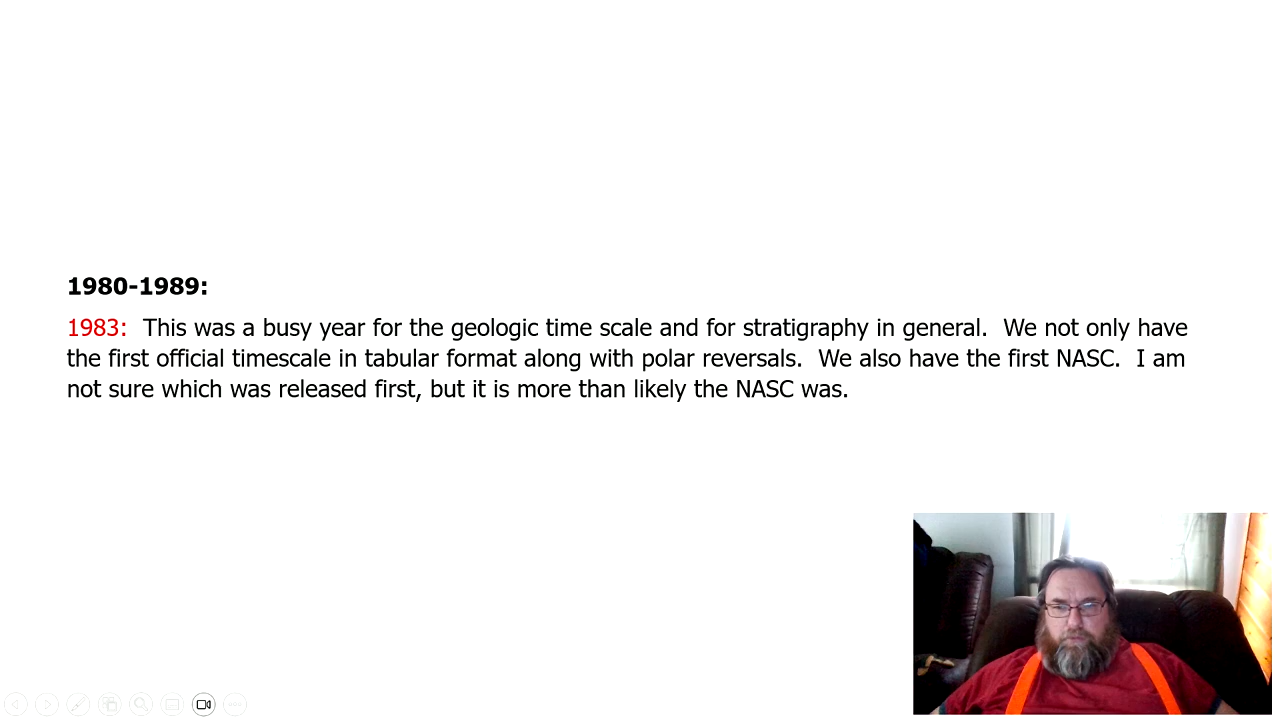 1980-1989:
1983:  This was a busy year for the geologic time scale and for stratigraphy in general.  We not only have
the first official timescale in tabular format along with polar reversals.  We also have the first NASC.  I am
not sure which was released first, but it is more than likely the NASC was.